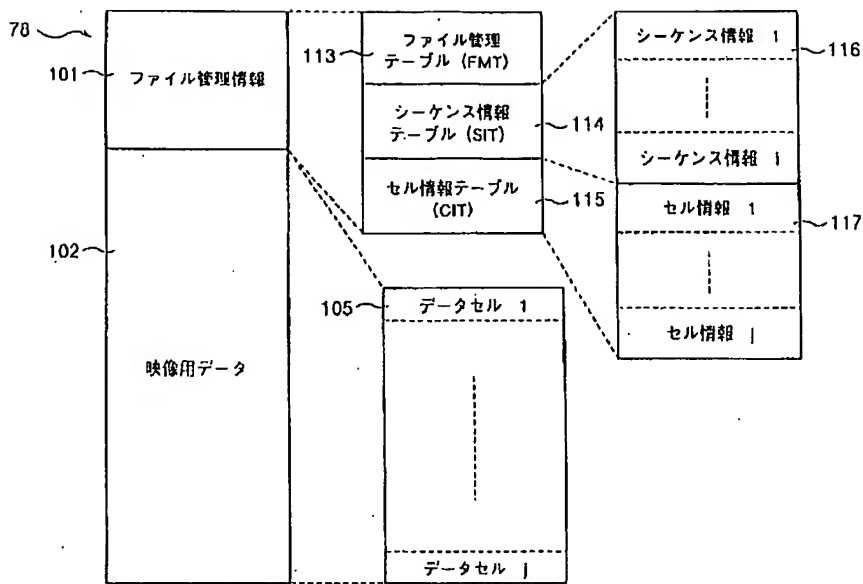 78
101
ファイル管理情報
102
映像用データ
113
ファイル管理
テーブル (FMT)
シーケンス情報
テーブル (SIT)
114
セル情報テーブル
(CIT)
115
シーケンス情報 1
116
シーケンス情報 i
セル情報 1
117
セル情報 j
105
データセル 1
データセル j